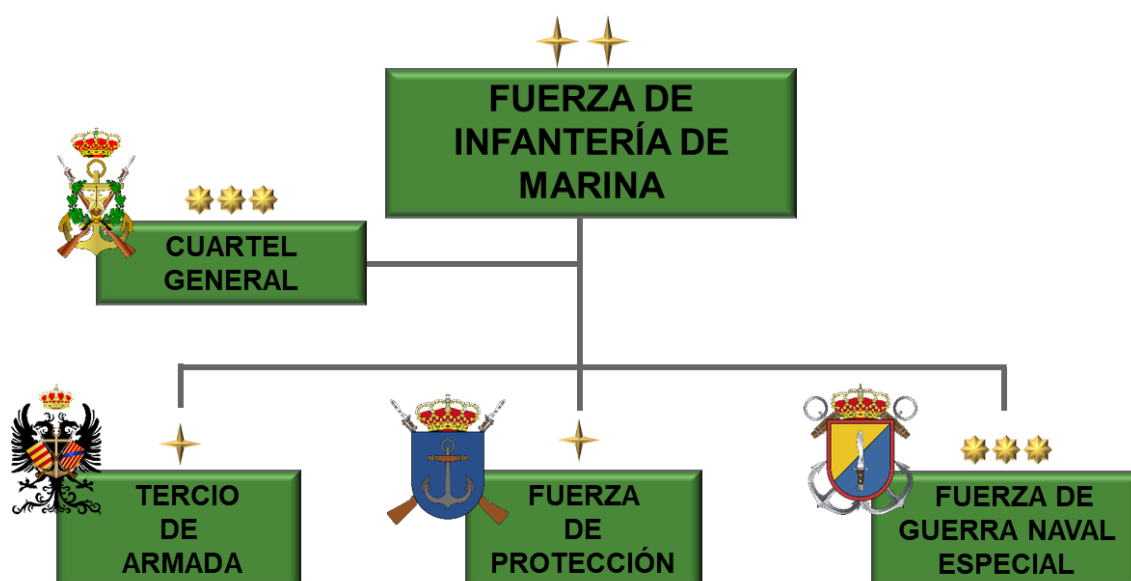 FUERZA DE
INFANTERÍA DE
MARINA
CUARTEL
GENERAL
TERCIO
DE
ARMADA
FUERZA
DE
PROTECCIÓN
FUERZA DE
GUERRA NAVAL
ESPECIAL